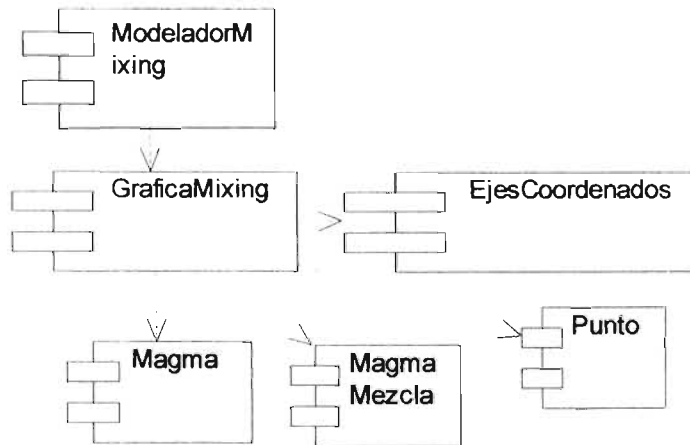 ModeladorM
ixing
GraficaMixing
EjesCoordenados
Magma
Magma
Mezcla
Punto